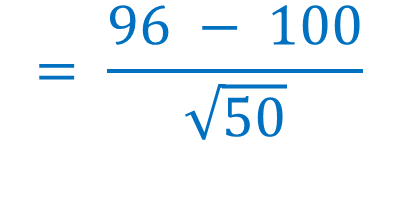 = (96 − 100) / √50